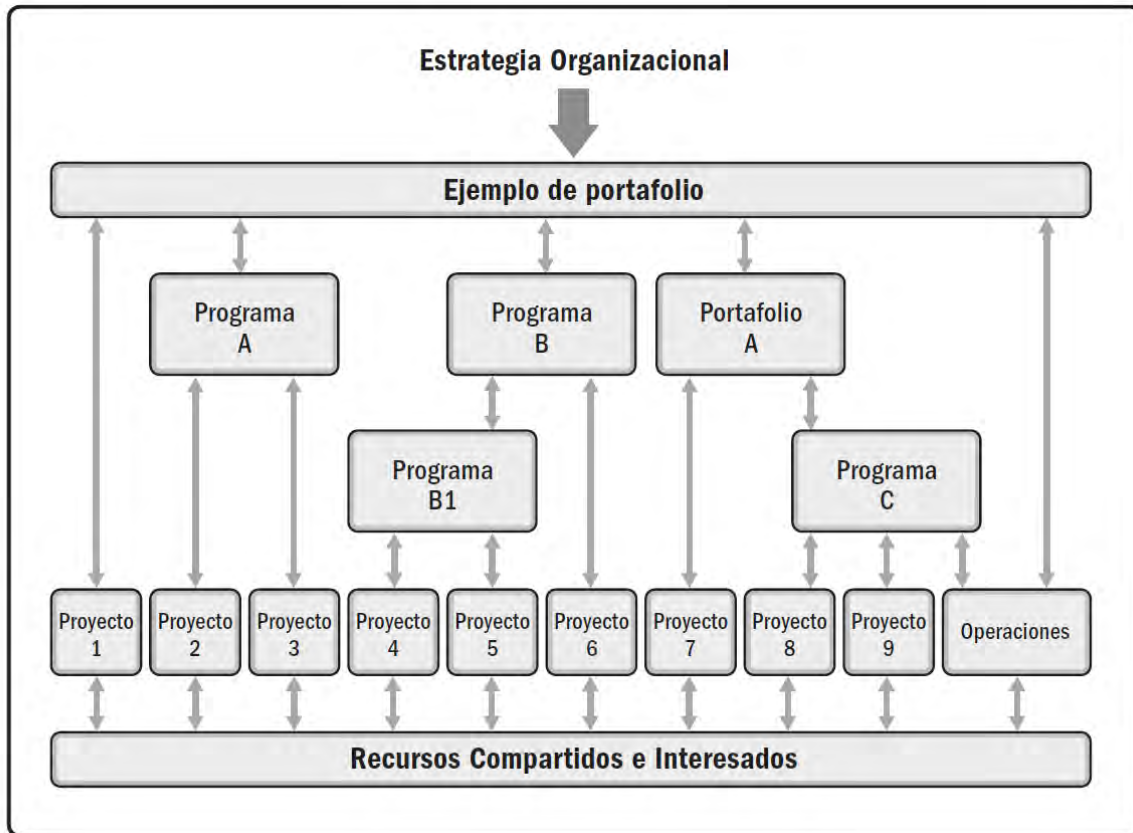 Estrategia Organizacional
Ejemplo de portafolio
Programa
A
Programa
B
Portafolio
A
Programa
B1
Programa
C
Proyecto
1
Proyecto
2
Proyecto
3
Proyecto
4
Proyecto
5
Proyecto
6
Proyecto
7
Proyecto
8
Proyecto
9
Operaciones
Recursos Compartidos e Interesados